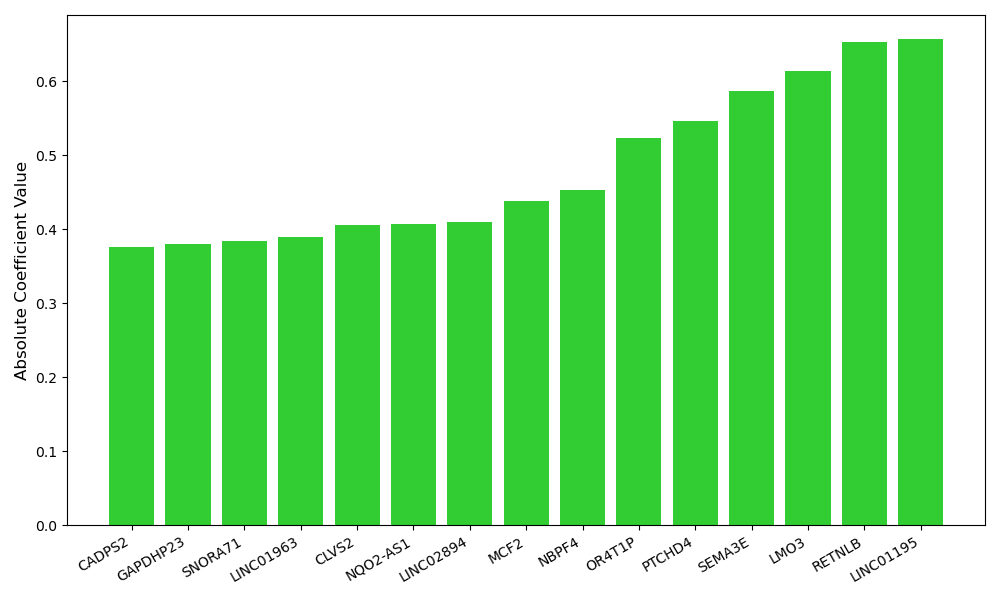 Absolute Coefficient Value
0.6
0.5
0.4
0.3
0.2
0.1
0.0
CADPS2
GAPDHP23
SNORA71
LINC01963
CLVS2
NQO2-AS1
LINC02894
MCF2
NBPF4
OR4T1P
PTCHD4
SEMA3E
LMO3
RETNLB
LINC01195